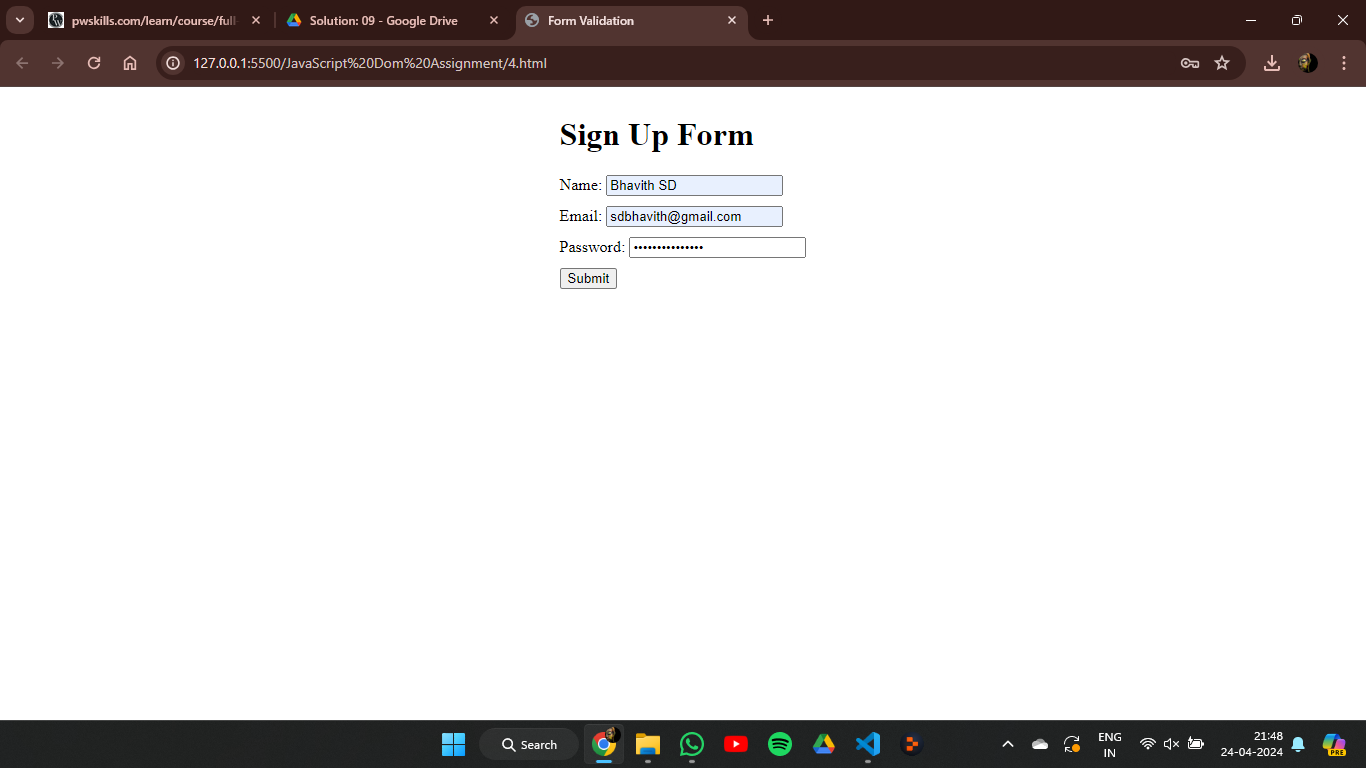 pwskills.com/learn/course/full
Solution: 09 - Google Drive
Form Validation
127.0.0.1:5500/JavaScript%20Dom%20Assignment/4.html
Sign Up Form
Name: Bhavith SD
Email: sdbhavith@gmail.com
Password: •••••••••••••••
Submit
Search
ENG
IN
21:48
24-04-2024
PRE